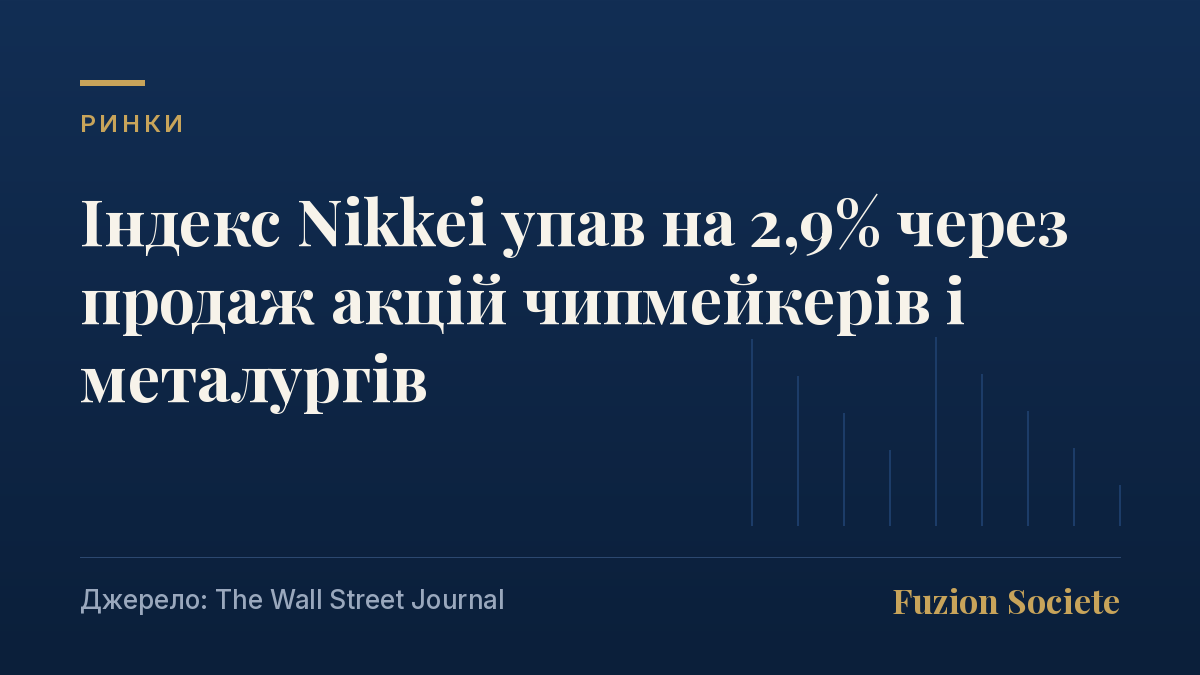 РИНКИ
Індекс Nikkei упав на 2,9% через
продаж акцій чипмейкерів і
металургів
Джерело: The Wall Street Journal
Fuzion Societe